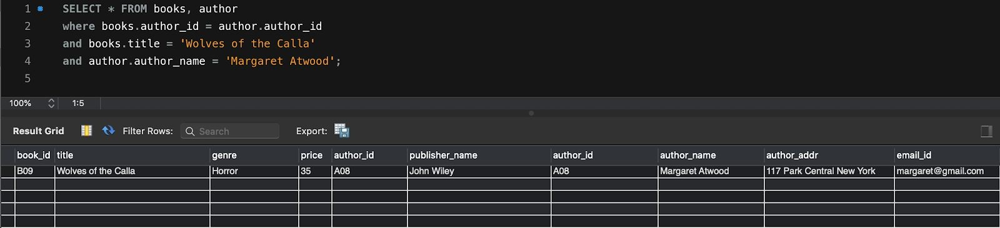 1 SELECT * FROM books, author
2 where books.author_id = author.author_id
3 and books.title = 'Wolves of the Calla'
4 and author.author_name = 'Margaret Atwood';
5
100% 1:5
Result Grid Filter Rows: Search Export:
book_id title genre price author_id publisher_name author_id author_name author_addr email_id
B09 Wolves of the Calla Horror 35 A08 John Wiley A08 Margaret Atwood 117 Park Central New York margaret@gmail.com